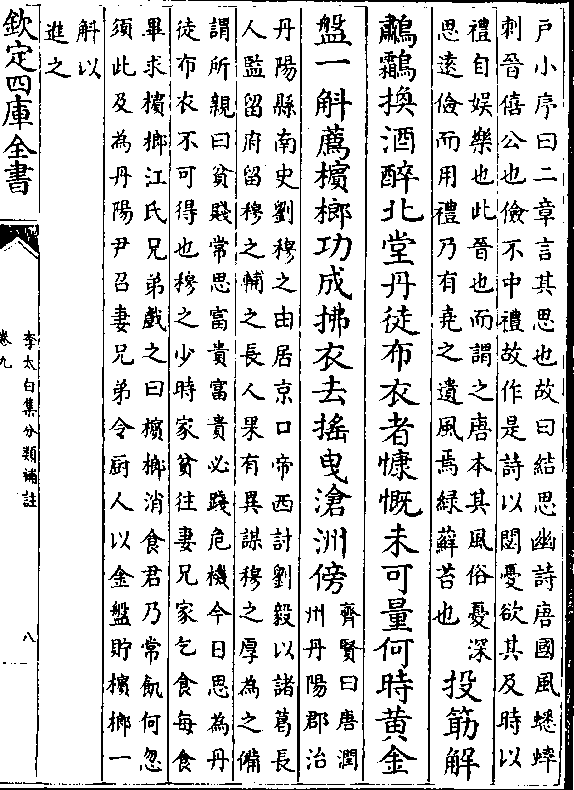 戸小序曰二章言其思也故曰結思幽詩唐國風蟋蟀
刺晉僖公也儉不中禮故作是詩以閔憂欲其及時以
禮自娛樂也此晉也而謂之唐本其風俗憂深
思逺儉而用禮乃有堯之遺風焉緑蘚苔也
投筯解
鷫鸘換酒醉北堂丹徒布衣者慷慨未可量何時黄金
盤一斛薦檳榔功成拂衣去摇曳滄洲傍
齊賢曰唐潤
州丹陽郡治
丹陽縣南史劉穆之由居京口帝西討劉毅以諸葛長
人監留府留穆之輔之長人果有異謀穆之厚為之備
謂所親曰貧賤常思富貴富貴必踐危機今日思為丹
徒布衣不可得也穆之少時家貧往妻兄家乞食每食
畢求檳榔江氏兄弟戲之曰檳榔消食君乃常飢何忽
須此及為丹陽尹召妻兄弟令厨人以金盤貯檳榔一
斛以
進之
欽定四庫全書
李太白集分類補註
卷九
八